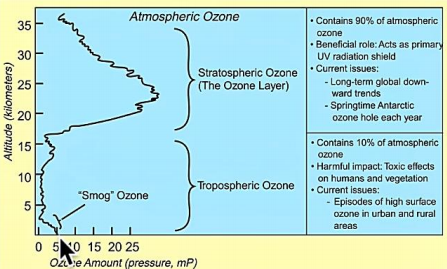 Atmospheric Ozone
35
30
25
20
15
10
5
Altitude (kilometers)
Stratospheric Ozone
(The Ozone Layer)
Tropospheric Ozone
"Smog" Ozone
0 5 10 15 20 25
Ozone Amount (pressure, mP)
• Contains 90% of atmospheric
ozone
• Beneficial role: Acts as primary
UV radiation shield
• Current issues:
- Long-term global down-
ward trends
- Springtime Antarctic
ozone hole each year
• Contains 10% of atmospheric
ozone
• Harmful impact: Toxic effects
on humans and vegetation
• Current issues:
- Episodes of high surface
ozone in urban and rural
areas